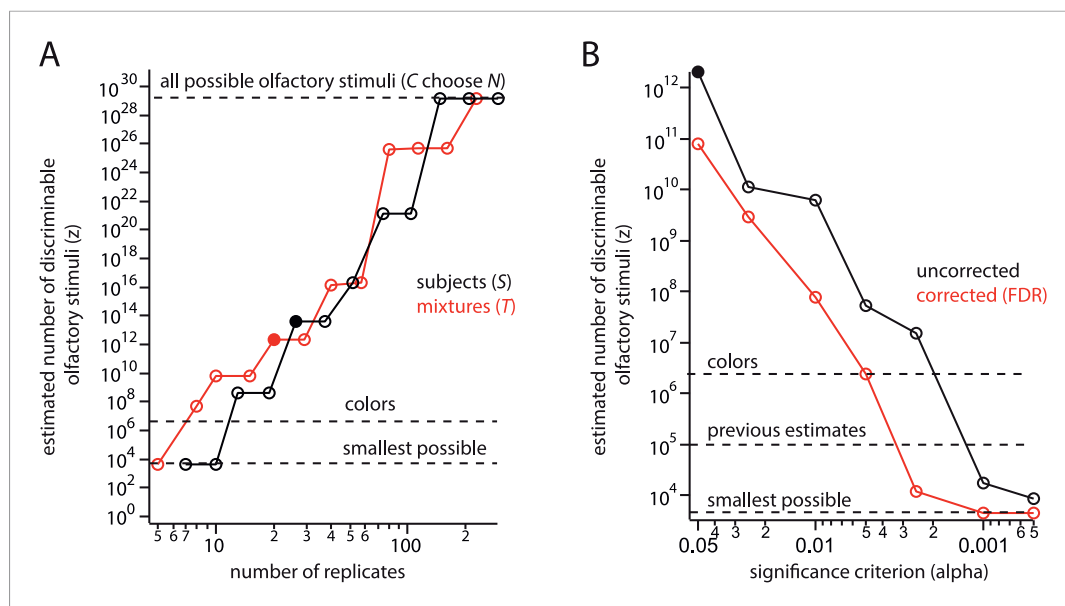 A
estimated number of discriminable
olfactory stimuli (z)
10^30
10^28
10^26
10^24
10^22
10^20
10^18
10^16
10^14
10^12
10^10
10^8
10^6
10^4
10^2
10^0
all possible olfactory stimuli (C choose N)
subjects (S)
mixtures (T)
colors
smallest possible
5 6 7 10 2 3 4 5 6 100 2
number of replicates
B
estimated number of discriminable
olfactory stimuli (z)
10^12
10^11
10^10
10^9
10^8
10^7
10^6
10^5
10^4
uncorrected
corrected (FDR)
colors
previous estimates
smallest possible
0.05 4 3 2 0.01 5 4 3 2 0.001 6 5
significance criterion (alpha)